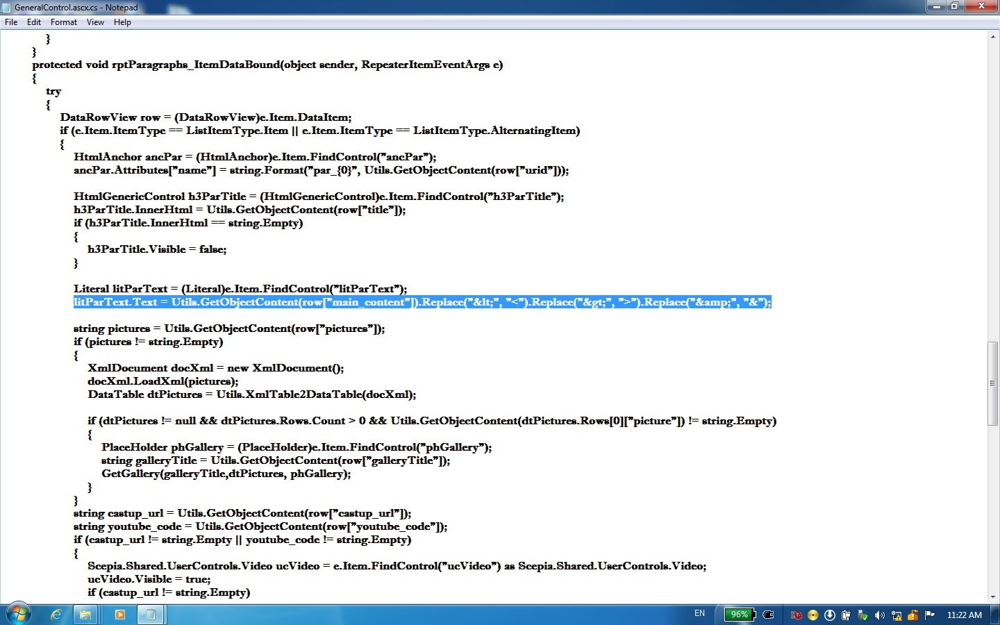 GeneralControl.ascx.cs - Notepad
File Edit Format View Help
}
}
protected void rptParagraphs_ItemDataBound(object sender, RepeaterItemEventArgs e)
{
try
{
DataRowView row = (DataRowView)e.Item.DataItem;
if (e.Item.ItemType == ListItemType.Item || e.Item.ItemType == ListItemType.AlternatingItem)
{
HtmlAnchor ancPar = (HtmlAnchor)e.Item.FindControl("ancPar");
ancPar.Attributes["name"] = string.Format("par_{0}", Utils.GetObjectContent(row["urid"]));
HtmlGenericControl h3ParTitle = (HtmlGenericControl)e.Item.FindControl("h3ParTitle");
h3ParTitle.InnerHtml = Utils.GetObjectContent(row["title"]);
if (h3ParTitle.InnerHtml == string.Empty)
{
h3ParTitle.Visible = false;
}
Literal litParText = (Literal)e.Item.FindControl("litParText");
litParText.Text = Utils.GetObjectContent(row["main_content"]).Replace("&lt;", "<").Replace("&gt;", ">").Replace("&amp;", "&");
string pictures = Utils.GetObjectContent(row["pictures"]);
if (pictures != string.Empty)
{
XmlDocument docXml = new XmlDocument();
docXml.LoadXml(pictures);
DataTable dtPictures = Utils.XmlTable2DataTable(docXml);
if (dtPictures != null && dtPictures.Rows.Count > 0 && Utils.GetObjectContent(dtPictures.Rows[0]["picture"]) != string.Empty)
{
PlaceHolder phGallery = (PlaceHolder)e.Item.FindControl("phGallery");
string galleryTitle = Utils.GetObjectContent(row["galleryTitle"]);
GetGallery(galleryTitle,dtPictures, phGallery);
}
}
string castup_url = Utils.GetObjectContent(row["castup_url"]);
string youtube_code = Utils.GetObjectContent(row["youtube_code"]);
if (castup_url != string.Empty || youtube_code != string.Empty)
{
Scepia.Shared.UserControls.Video ucVideo = e.Item.FindControl("ucVideo") as Scepia.Shared.UserControls.Video;
ucVideo.Visible = true;
if (castup_url != string.Empty)
EN 96% 11:22 AM